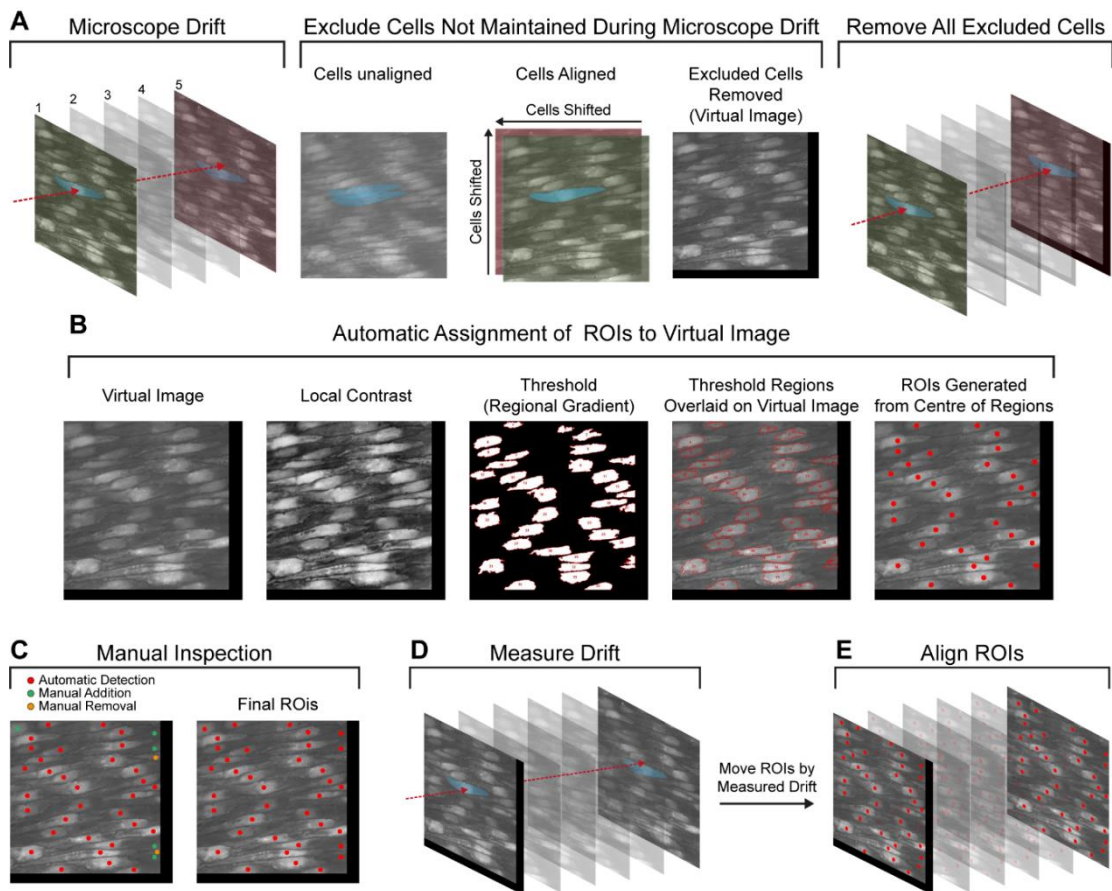 A
Microscope Drift
Exclude Cells Not Maintained During Microscope Drift
Remove All Excluded Cells
Cells unaligned
Cells Aligned
Excluded Cells
Removed
(Virtual Image)
1
2
3
4
5
Cells Shifted
Cells Shifted
B
Automatic Assignment of ROIs to Virtual Image
Virtual Image
Local Contrast
Threshold
(Regional Gradient)
Threshold Regions
Overlaid on Virtual Image
ROIs Generated
from Centre of Regions
C
Manual Inspection
Automatic Detection
Manual Addition
Manual Removal
Final ROis
D
Measure Drift
Move ROIs by
Measured Drift
E
Align ROIs